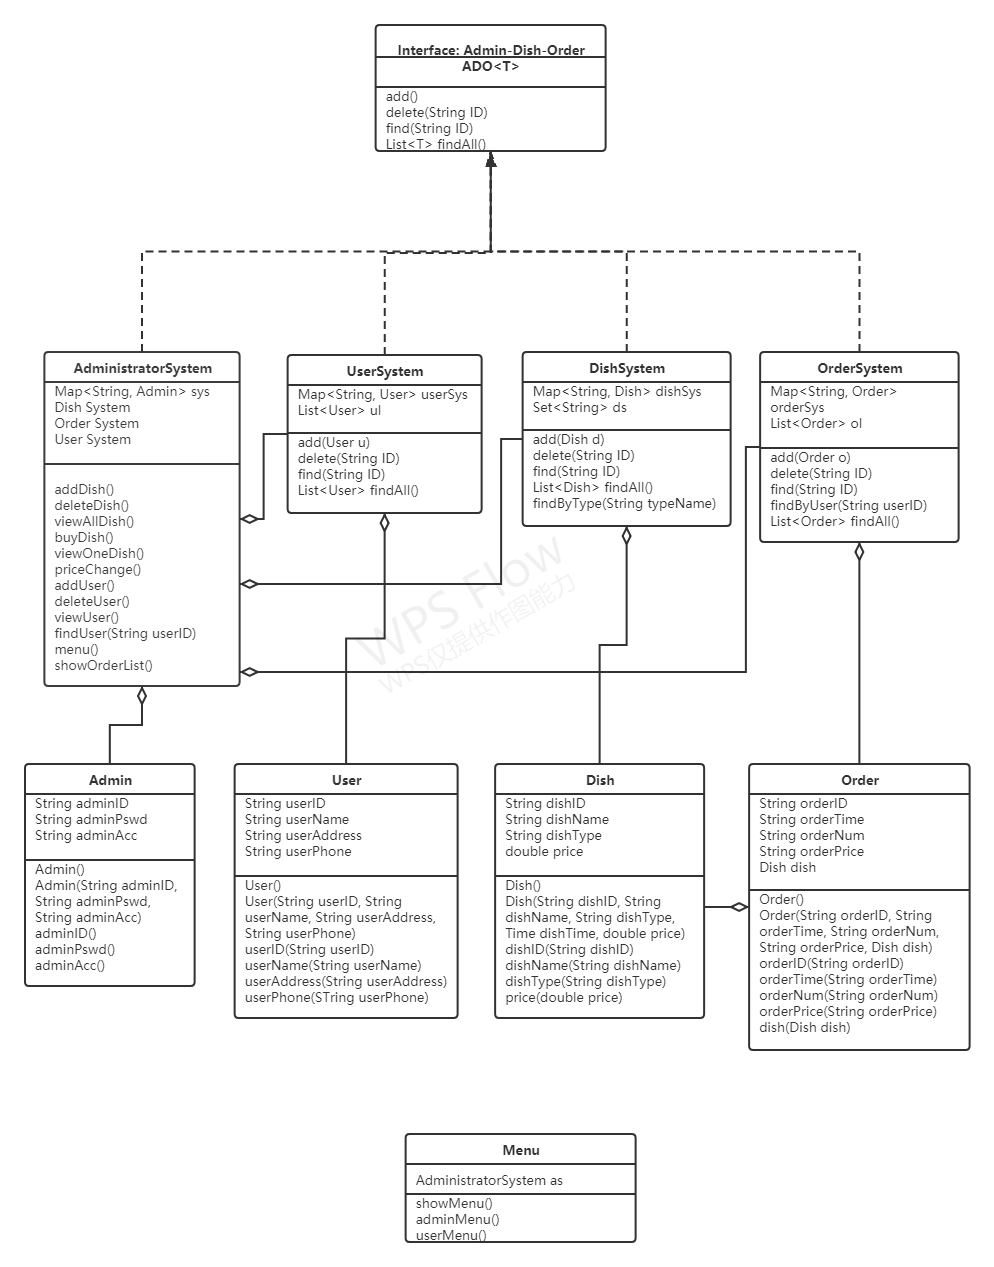 Interface: Admin-Dish-Order
ADO<T>
add()
delete(String ID)
find(String ID)
List<T> findAll()
AdministratorSystem
Map<String, Admin> sys
Dish System
Order System
User System
addDish()
deleteDish()
viewAllDish()
buyDish()
viewOneDish()
priceChange()
addUser()
deleteUser()
viewUser()
findUser(String userID)
menu()
showOrderList()
UserSystem
Map<String, User> userSys
List<User> ul
add(User u)
delete(String ID)
find(String ID)
List<User> findAll()
DishSystem
Map<String, Dish> dishSys
Set<String> ds
add(Dish d)
delete(String ID)
find(String ID)
List<Dish> findAll()
findByType(String typeName)
OrderSystem
Map<String, Order>
orderSys
List<Order> ol
add(Order o)
delete(String ID)
find(String ID)
findByUser(String userID)
List<Order> findAll()
WPS Flow
WPS仅提供作图能力
Admin
String adminID
String adminPswd
String adminAcc
Admin()
Admin(String adminID,
String adminPswd,
String adminAcc)
adminID()
adminPswd()
adminAcc()
User
String userID
String userName
String userAddress
String userPhone
User()
User(String userID, String
userName, String userAddress,
String userPhone)
userID(String userID)
userName(String userName)
userAddress(String userAddress)
userPhone(STring userPhone)
Dish
String dishID
String dishName
String dishType
double price
Dish()
Dish(String dishID, String
dishName, String dishType,
Time dishTime, double price)
dishID(String dishID)
dishName(String dishName)
dishType(String dishType)
price(double price)
Order
String orderID
String orderTime
String orderNum
String orderPrice
Dish dish
Order()
Order(String orderID, String
orderTime, String orderNum,
String orderPrice, Dish dish)
orderID(String orderID)
orderTime(String orderTime)
orderNum(String orderNum)
orderPrice(String orderPrice)
dish(Dish dish)
Menu
AdministratorSystem as
showMenu()
adminMenu()
userMenu()